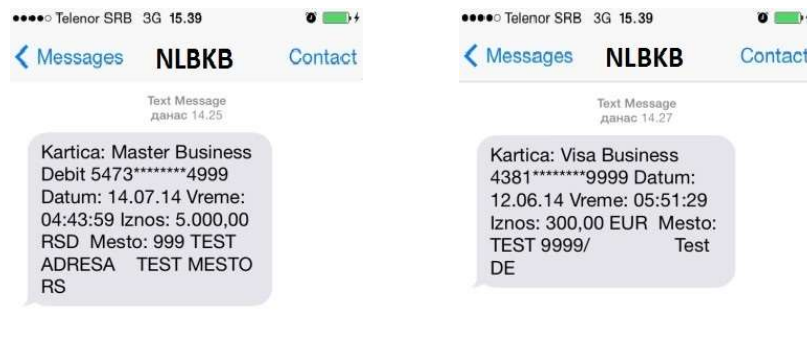 ●●●●○ Telenor SRB 3G 15.39
Messages NLBKB Contact
Text Message
данас 14.25
Kartica: Master Business
Debit 5473********4999
Datum: 14.07.14 Vreme:
04:43:59 Iznos: 5.000,00
RSD Mesto: 999 TEST
ADRESA TEST MESTO
RS
●●●●○ Telenor SRB 3G 15.39
Messages NLBKB Contact
Text Message
данас 14.27
Kartica: Visa Business
4381********9999 Datum:
12.06.14 Vreme: 05:51:29
Iznos: 300,00 EUR Mesto:
TEST 9999/ Test
DE